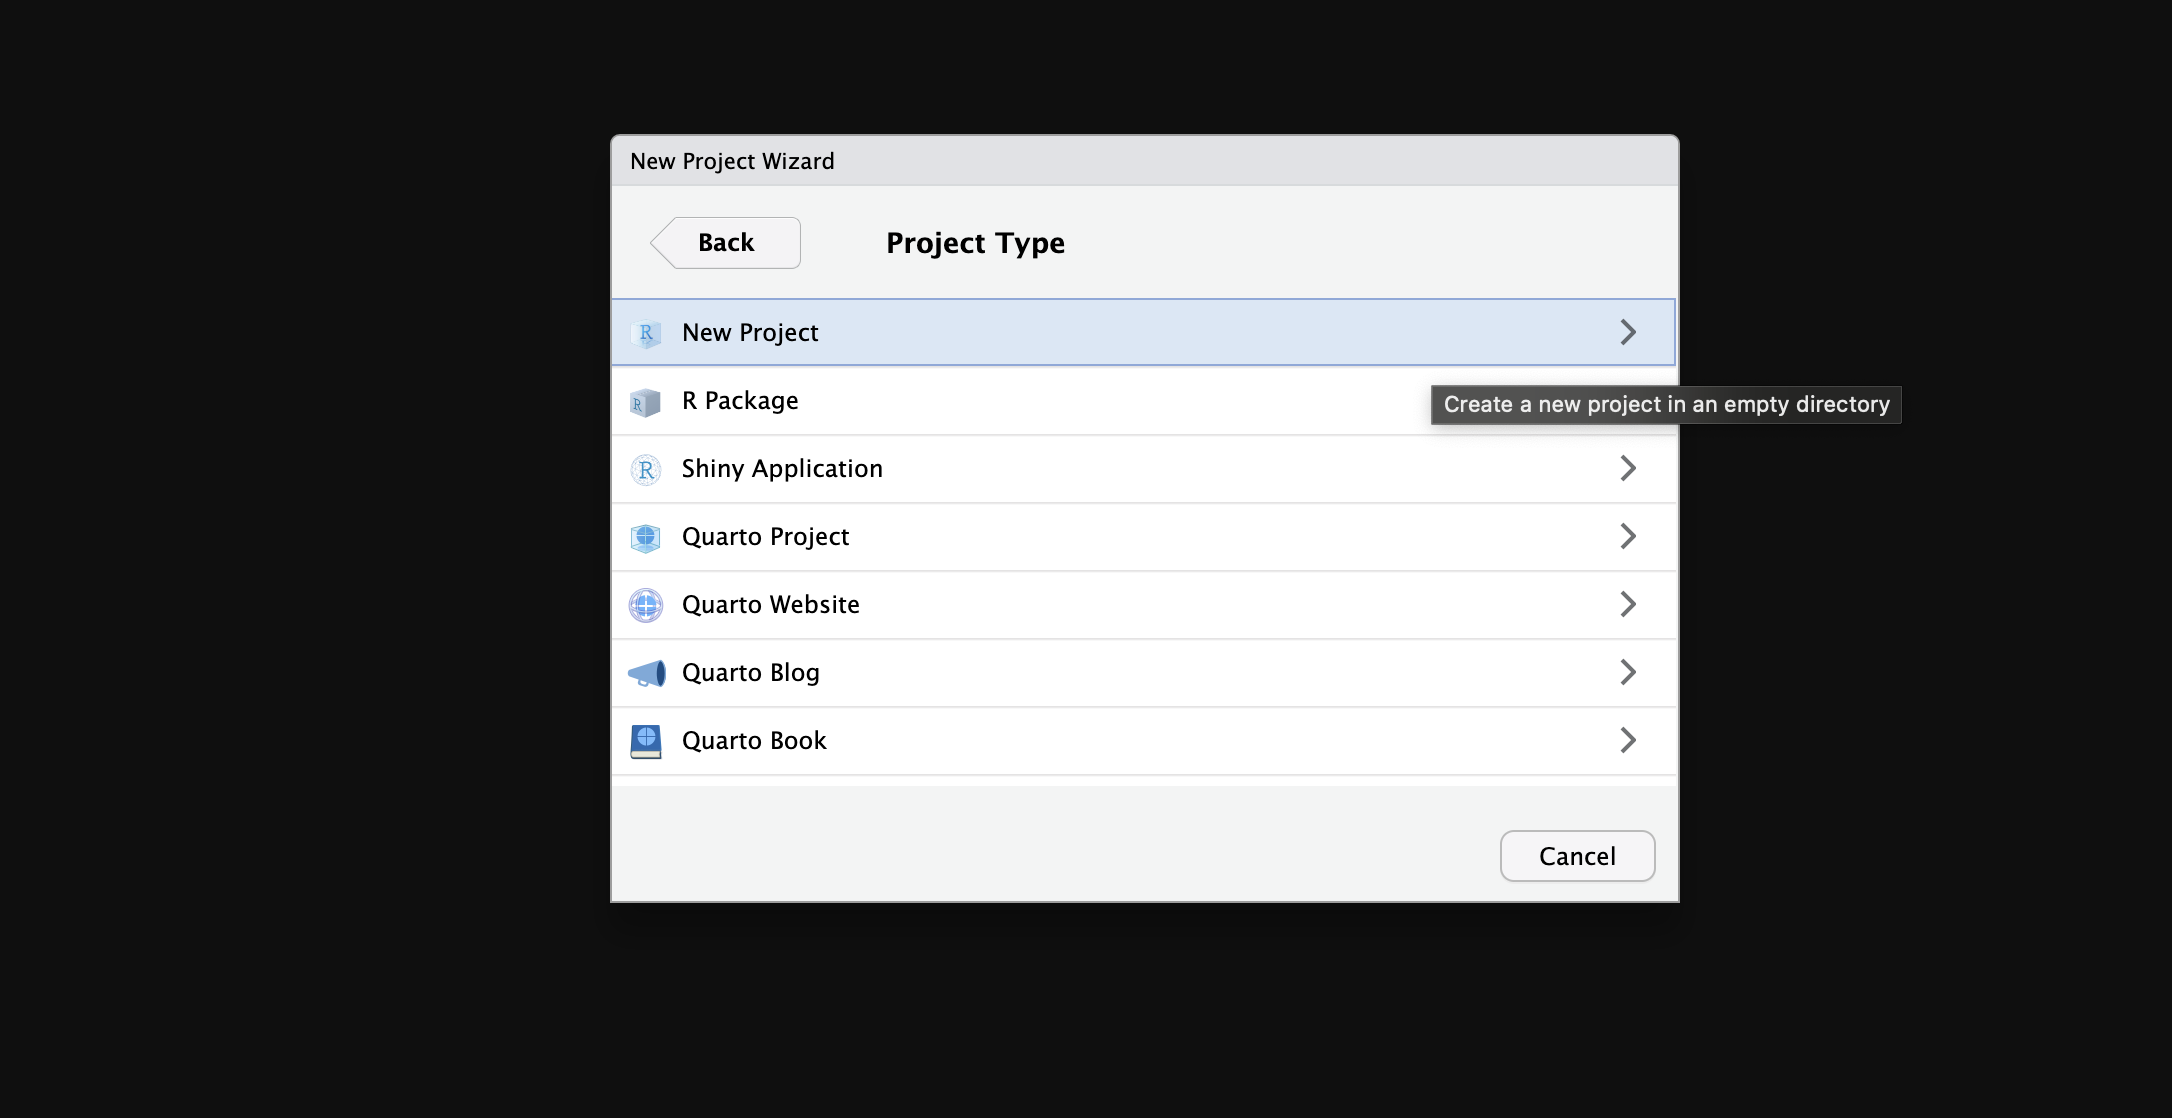 New Project Wizard
Back
Project Type
R New Project
R R Package
Create a new project in an empty directory
R Shiny Application
Quarto Project
Quarto Website
Quarto Blog
Quarto Book
Cancel